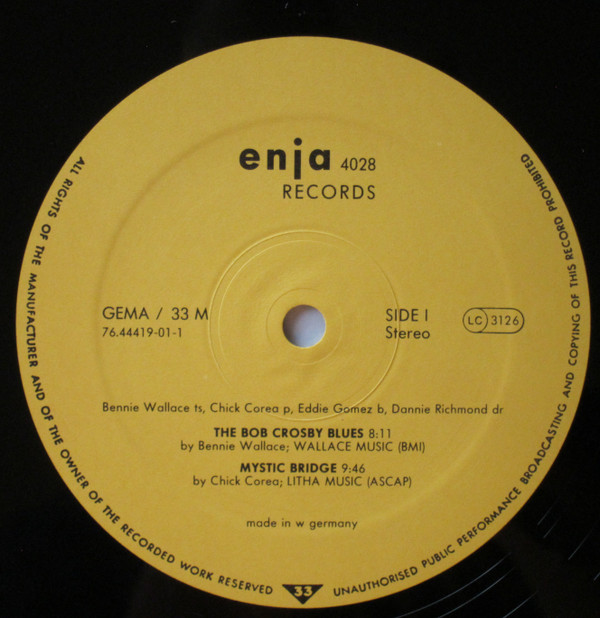 enja 4028
RECORDS
GEMA / 33 M
76.44419-01-1
SIDE I
Stereo
LC 3126
Bennie Wallace ts, Chick Corea p, Eddie Gomez b, Dannie Richmond dr
THE BOB CROSBY BLUES 8:11
by Bennie Wallace; WALLACE MUSIC (BMI)
MYSTIC BRIDGE 9:46
by Chick Corea; LITHA MUSIC (ASCAP)
made in w germany
ALL RIGHTS OF THE MANUFACTURER AND OF THE OWNER OF THE RECORDED WORK RESERVED
33
UNAUTHORISED PUBLIC PERFORMANCE BROADCASTING AND COPYING OF THIS RECORD PROHIBITED